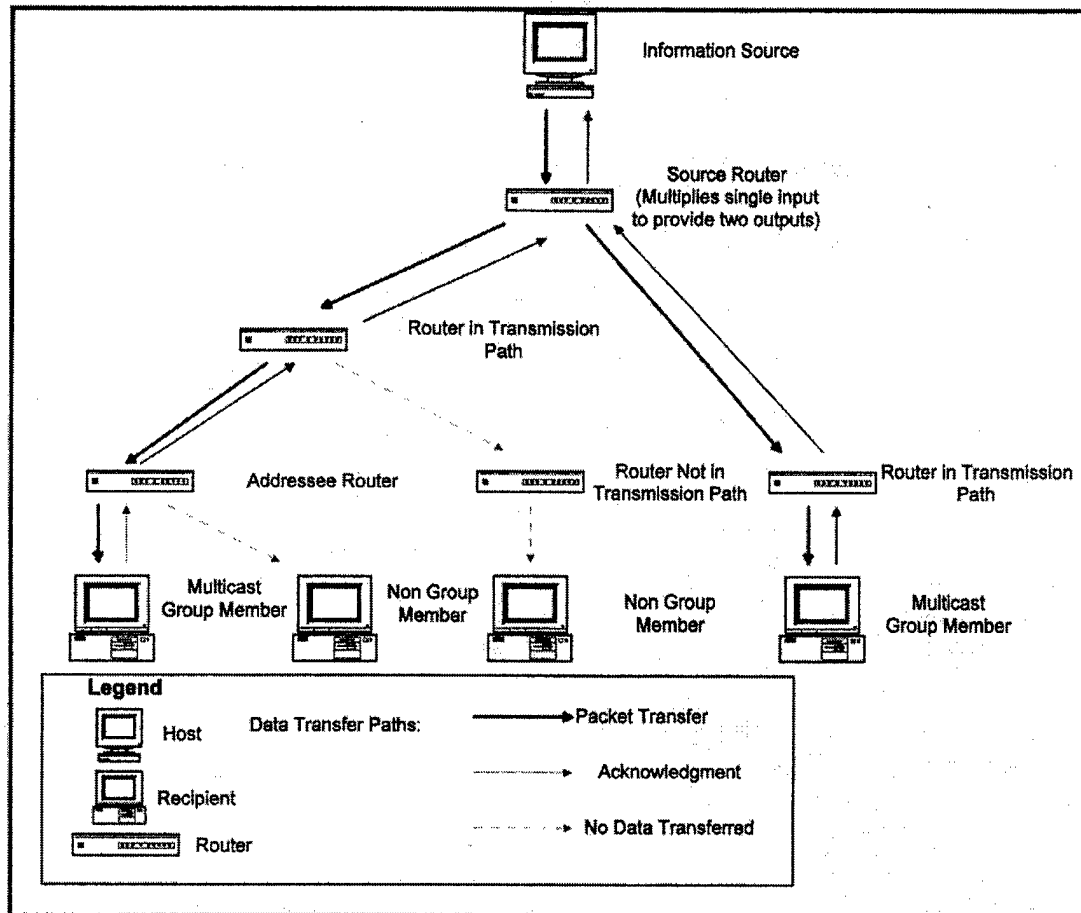 Information Source
Source Router
(Multiplies single input
to provide two outputs)
Router in Transmission
Path
Addressee Router
Router Not in
Transmission Path
Router in Transmission
Path
Multicast
Group Member
Non Group
Member
Non Group
Member
Multicast
Group Member
Legend
Host
Data Transfer Paths:
Packet Transfer
Acknowledgment
Recipient
No Data Transferred
Router